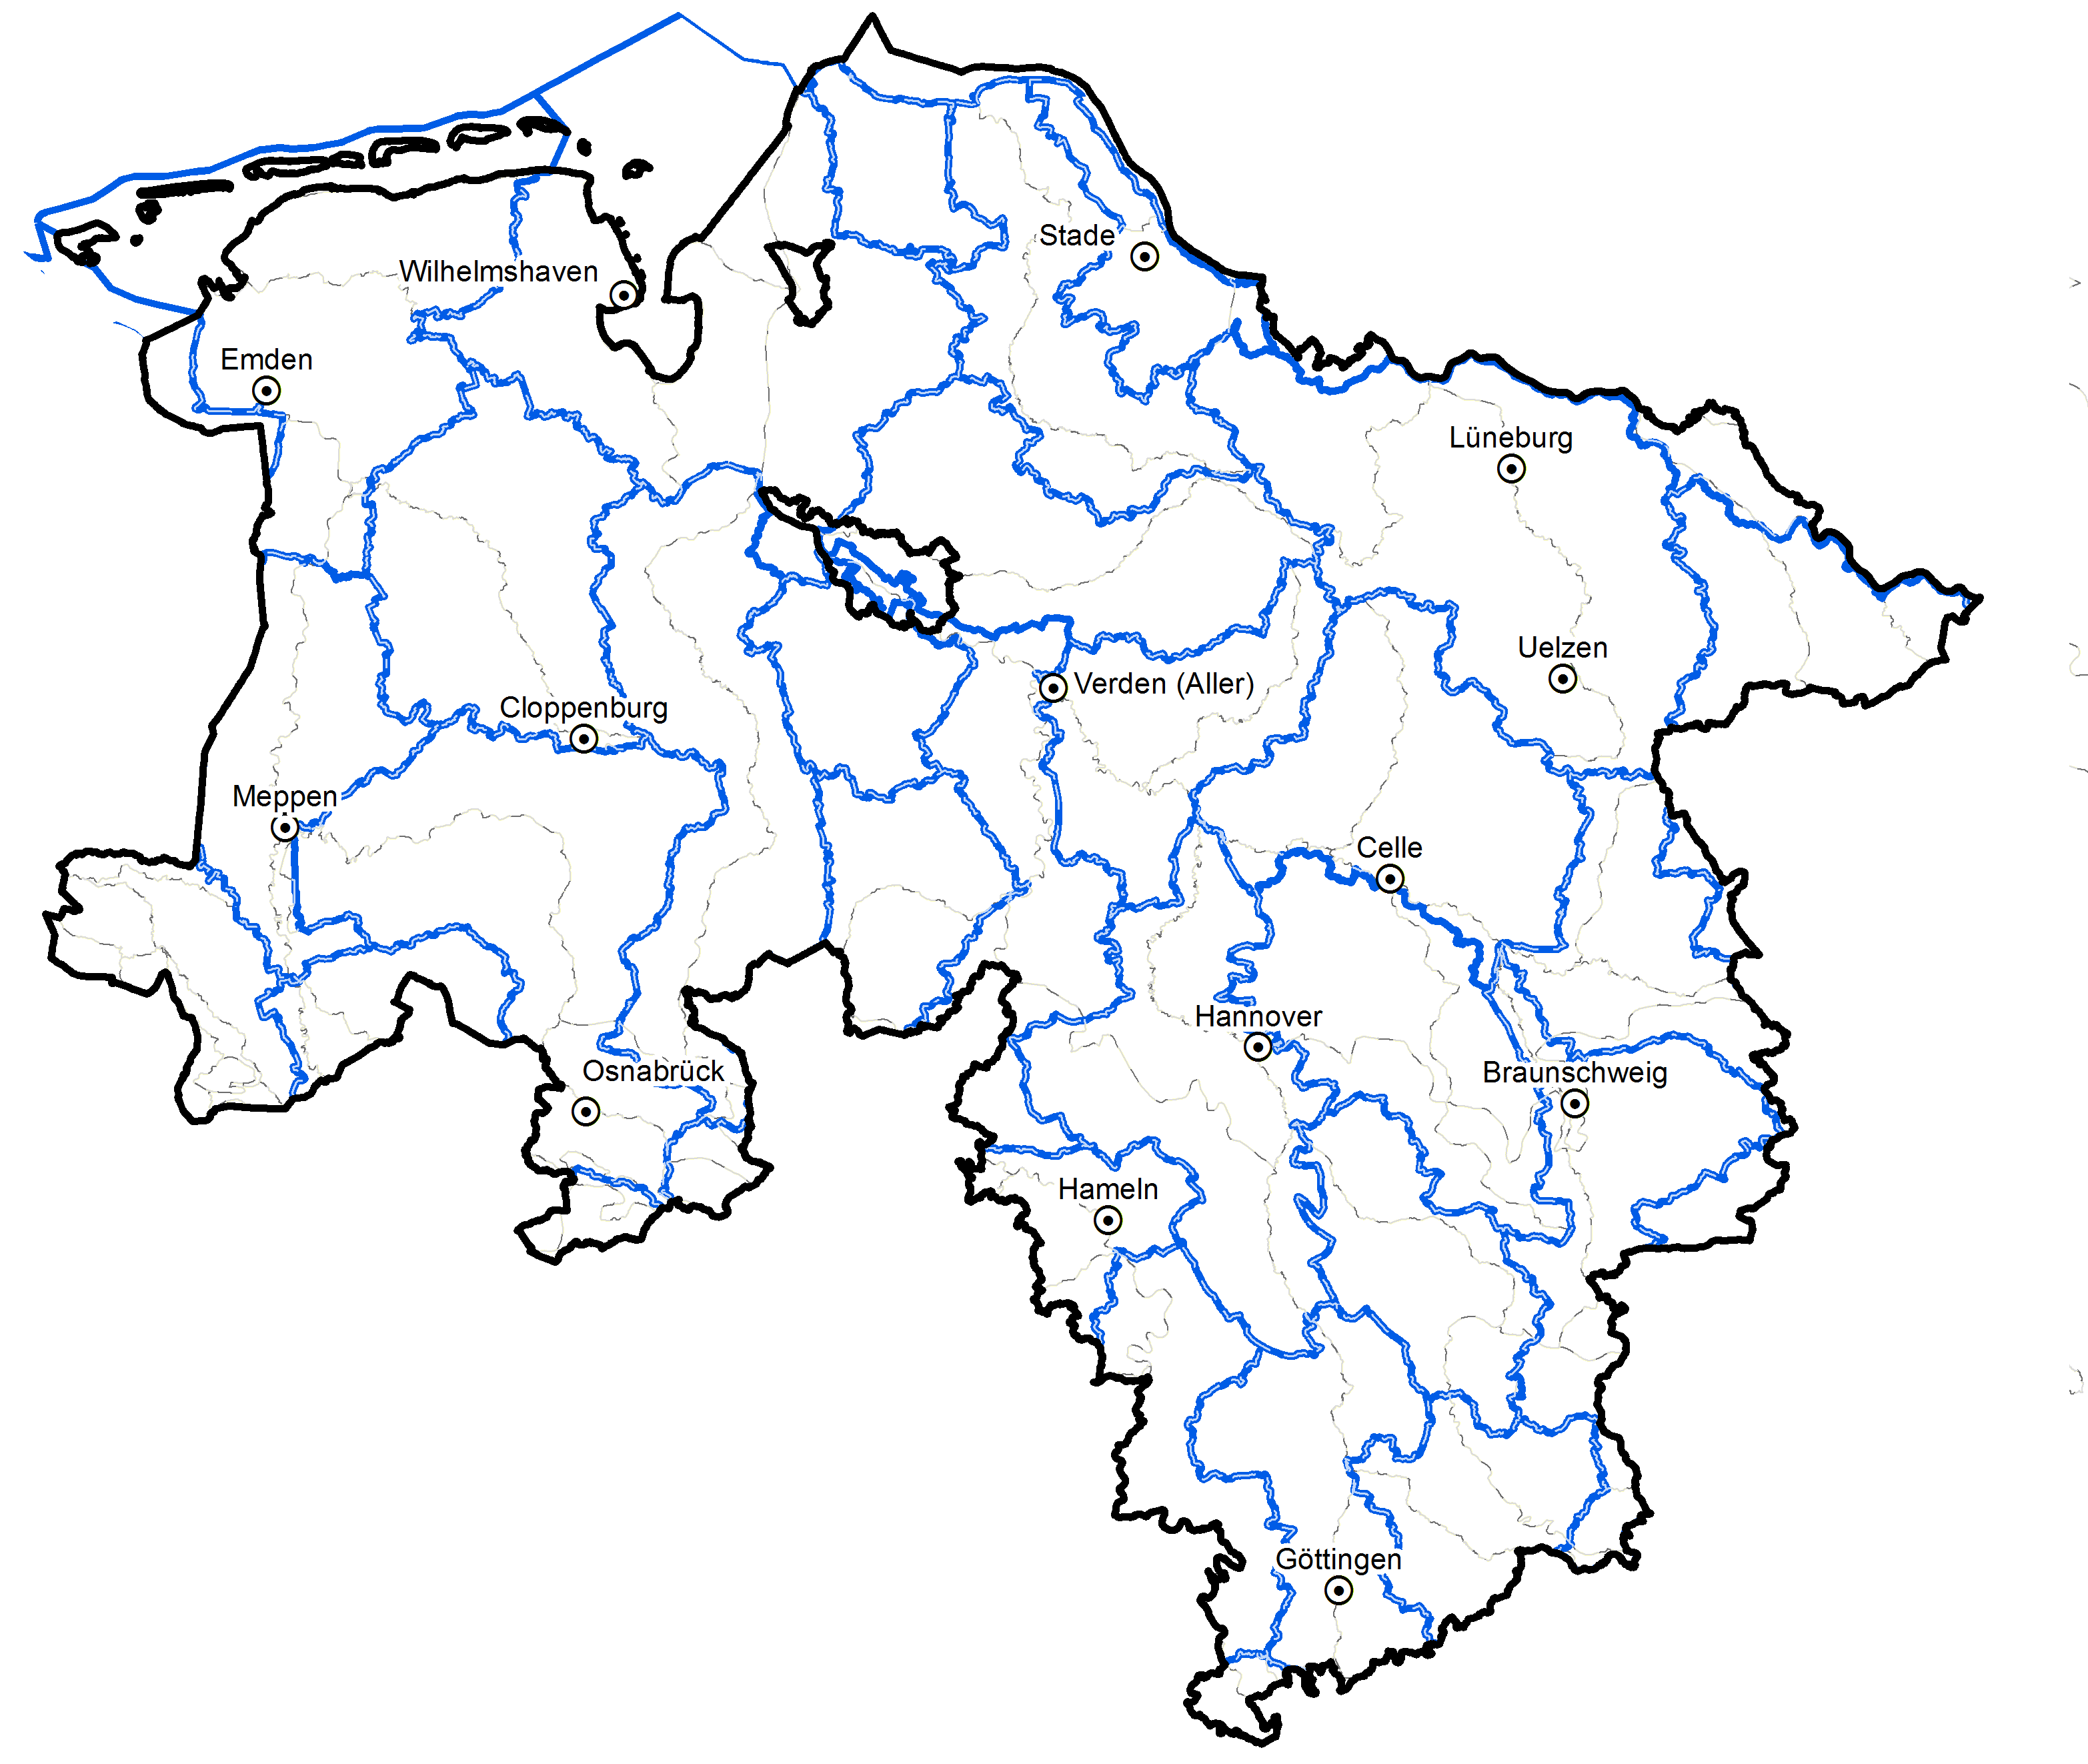 Stade
Wilhelmshaven
Emden
Lüneburg
Uelzen
Verden (Aller)
Cloppenburg
Meppen
Celle
Hannover
Osnabrück
Braunschweig
Hameln
Göttingen